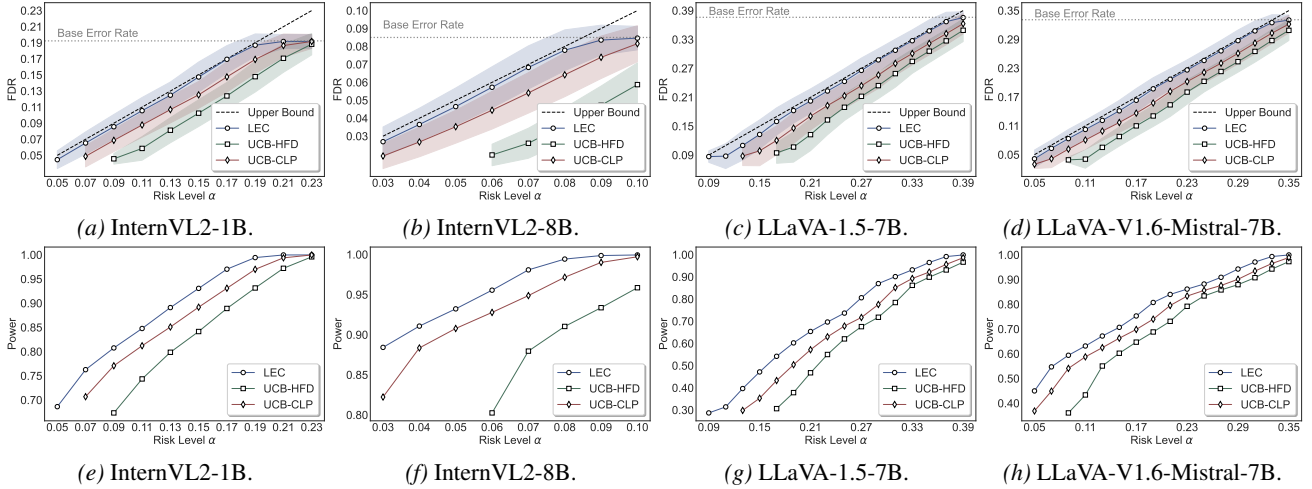 0.23
0.21
0.19
0.17
0.15
0.13
0.11
0.09
0.07
0.05
FDR
Base Error Rate
Upper Bound
LEC
UCB-HFD
UCB-CLP
0.05 0.07 0.09 0.11 0.13 0.15 0.17 0.19 0.21 0.23
Risk Level α
(a) InternVL2-1B.
0.10
0.09
0.08
0.07
0.06
0.05
0.04
0.03
FDR
Base Error Rate
Upper Bound
LEC
UCB-HFD
UCB-CLP
0.03 0.04 0.05 0.06 0.07 0.08 0.09 0.10
Risk Level α
(b) InternVL2-8B.
0.39
0.33
0.27
0.21
0.15
0.09
FDR
Base Error Rate
Upper Bound
LEC
UCB-HFD
UCB-CLP
0.09 0.15 0.21 0.27 0.33 0.39
Risk Level α
(c) LLaVA-1.5-7B.
0.35
0.29
0.23
0.17
0.11
0.05
FDR
Base Error Rate
Upper Bound
LEC
UCB-HFD
UCB-CLP
0.05 0.11 0.17 0.23 0.29 0.35
Risk Level α
(d) LLaVA-V1.6-Mistral-7B.
1.00
0.95
0.90
0.85
0.80
0.75
0.70
Power
LEC
UCB-HFD
UCB-CLP
0.05 0.07 0.09 0.11 0.13 0.15 0.17 0.19 0.21 0.23
Risk Level α
(e) InternVL2-1B.
1.00
0.95
0.90
0.85
0.80
Power
LEC
UCB-HFD
UCB-CLP
0.03 0.04 0.05 0.06 0.07 0.08 0.09 0.10
Risk Level α
(f) InternVL2-8B.
1.00
0.90
0.80
0.70
0.60
0.50
0.40
0.30
Power
LEC
UCB-HFD
UCB-CLP
0.09 0.15 0.21 0.27 0.33 0.39
Risk Level α
(g) LLaVA-1.5-7B.
1.00
0.90
0.80
0.70
0.60
0.50
0.40
Power
LEC
UCB-HFD
UCB-CLP
0.05 0.11 0.17 0.23 0.29 0.35
Risk Level α
(h) LLaVA-V1.6-Mistral-7B.